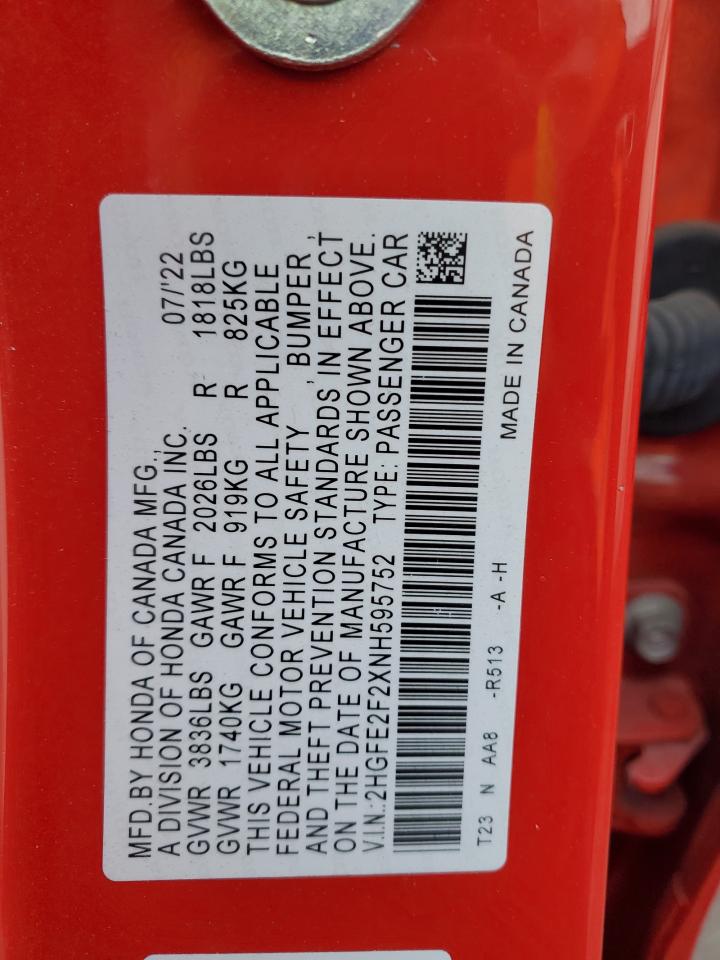 MFD.BY HONDA OF CANADA MFG.,
A DIVISION OF HONDA CANADA INC. 07/'22
GVWR 3836LBS GAWR F 2026LBS R 1818LBS
GVWR 1740KG GAWR F 919KG R 825KG
THIS VEHICLE CONFORMS TO ALL APPLICABLE
FEDERAL MOTOR VEHICLE SAFETY , BUMPER ,
AND THEFT PREVENTION STANDARDS IN EFFECT
ON THE DATE OF MANUFACTURE SHOWN ABOVE.
V.I.N.:2HGFE2F2XNH595752 TYPE: PASSENGER CAR
T23 N AA8 -R513 -A -H MADE IN CANADA